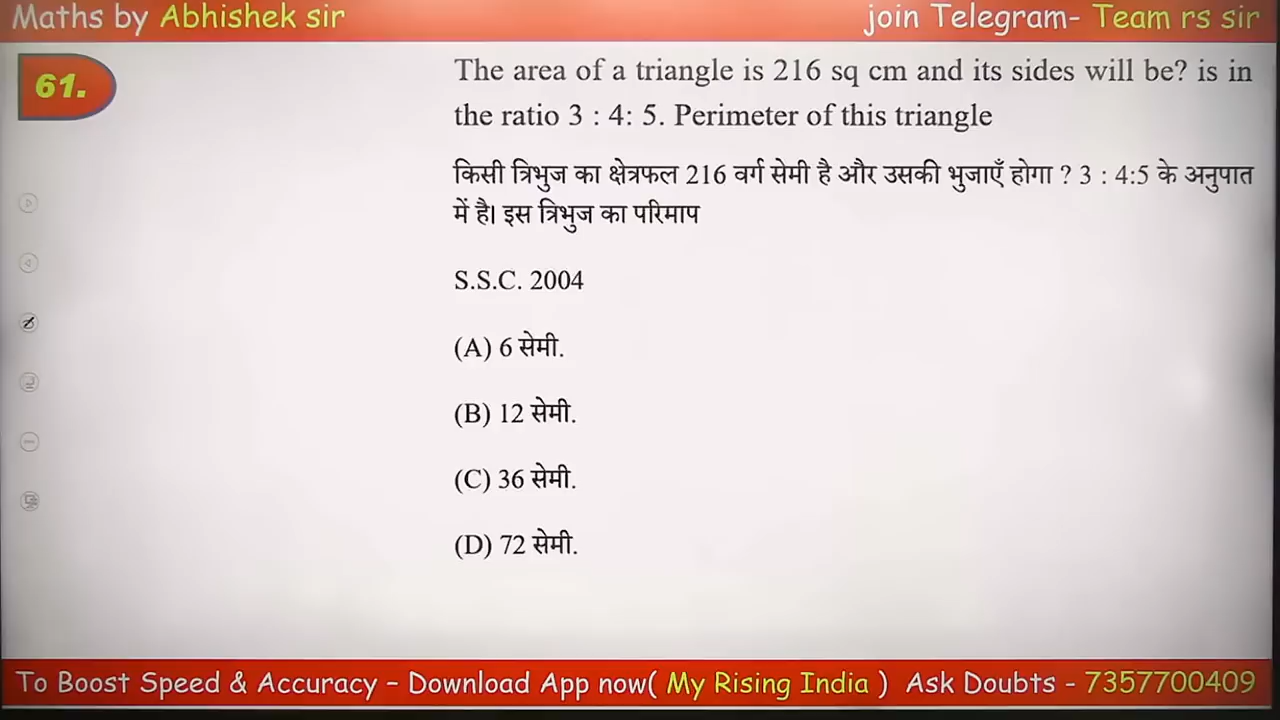 Maths by Abhishek sir
join Telegram- Team rs sir
61.
The area of a triangle is 216 sq cm and its sides will be? is in
the ratio 3 : 4: 5. Perimeter of this triangle
किसी त्रिभुज का क्षेत्रफल 216 वर्ग सेमी है और उसकी भुजाएँ होगा ? 3 : 4:5 के अनुपात
में है। इस त्रिभुज का परिमाप
S.S.C. 2004
(A) 6 सेमी.
(B) 12 सेमी.
(C) 36 सेमी.
(D) 72 सेमी.
To Boost Speed & Accuracy – Download App now( My Rising India ) Ask Doubts - 7357700409